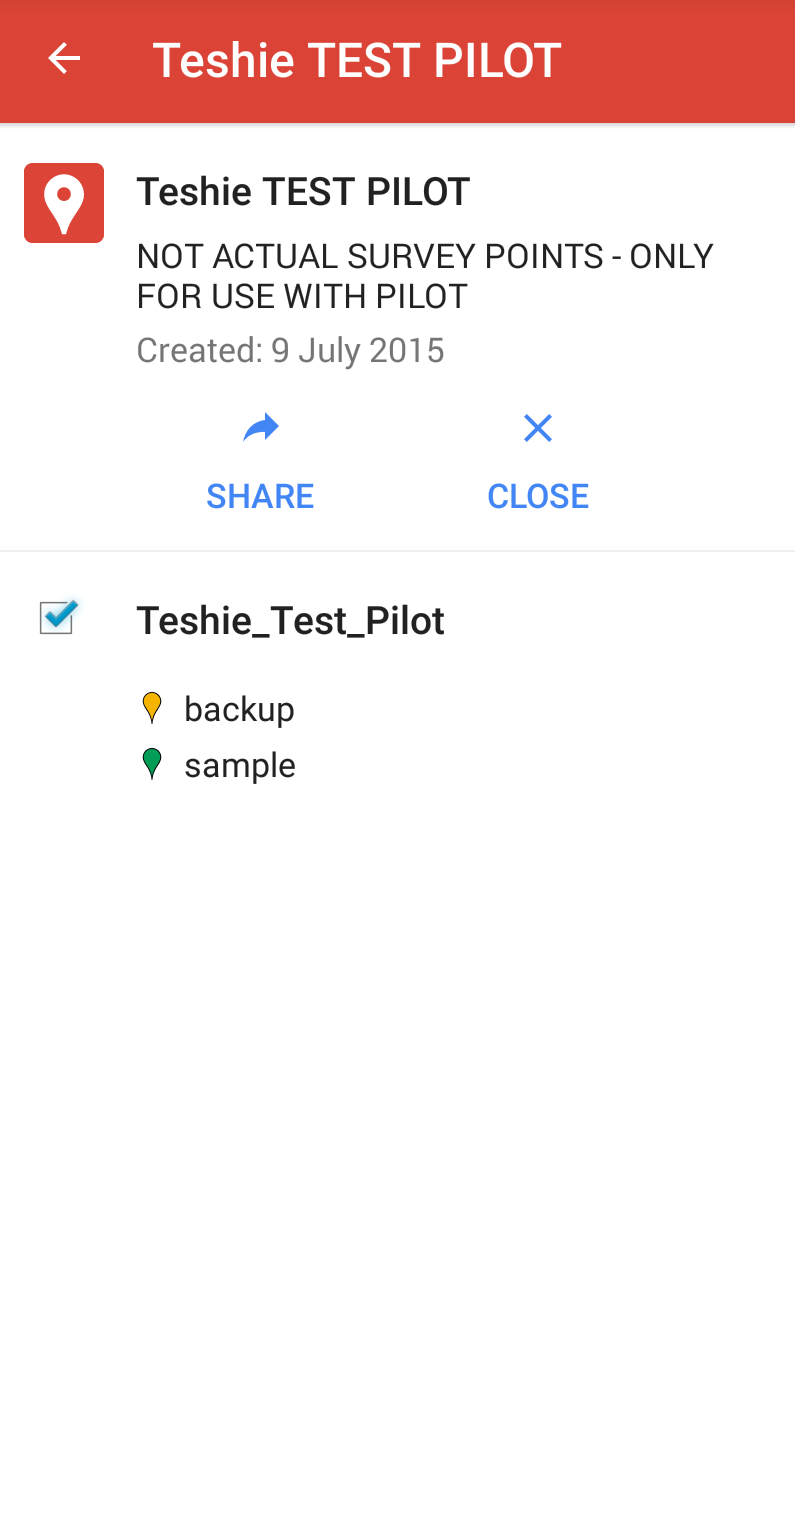 Teshie TEST PILOT
Teshie TEST PILOT
NOT ACTUAL SURVEY POINTS - ONLY
FOR USE WITH PILOT
Created: 9 July 2015
SHARE CLOSE
Teshie_Test_Pilot
backup
sample